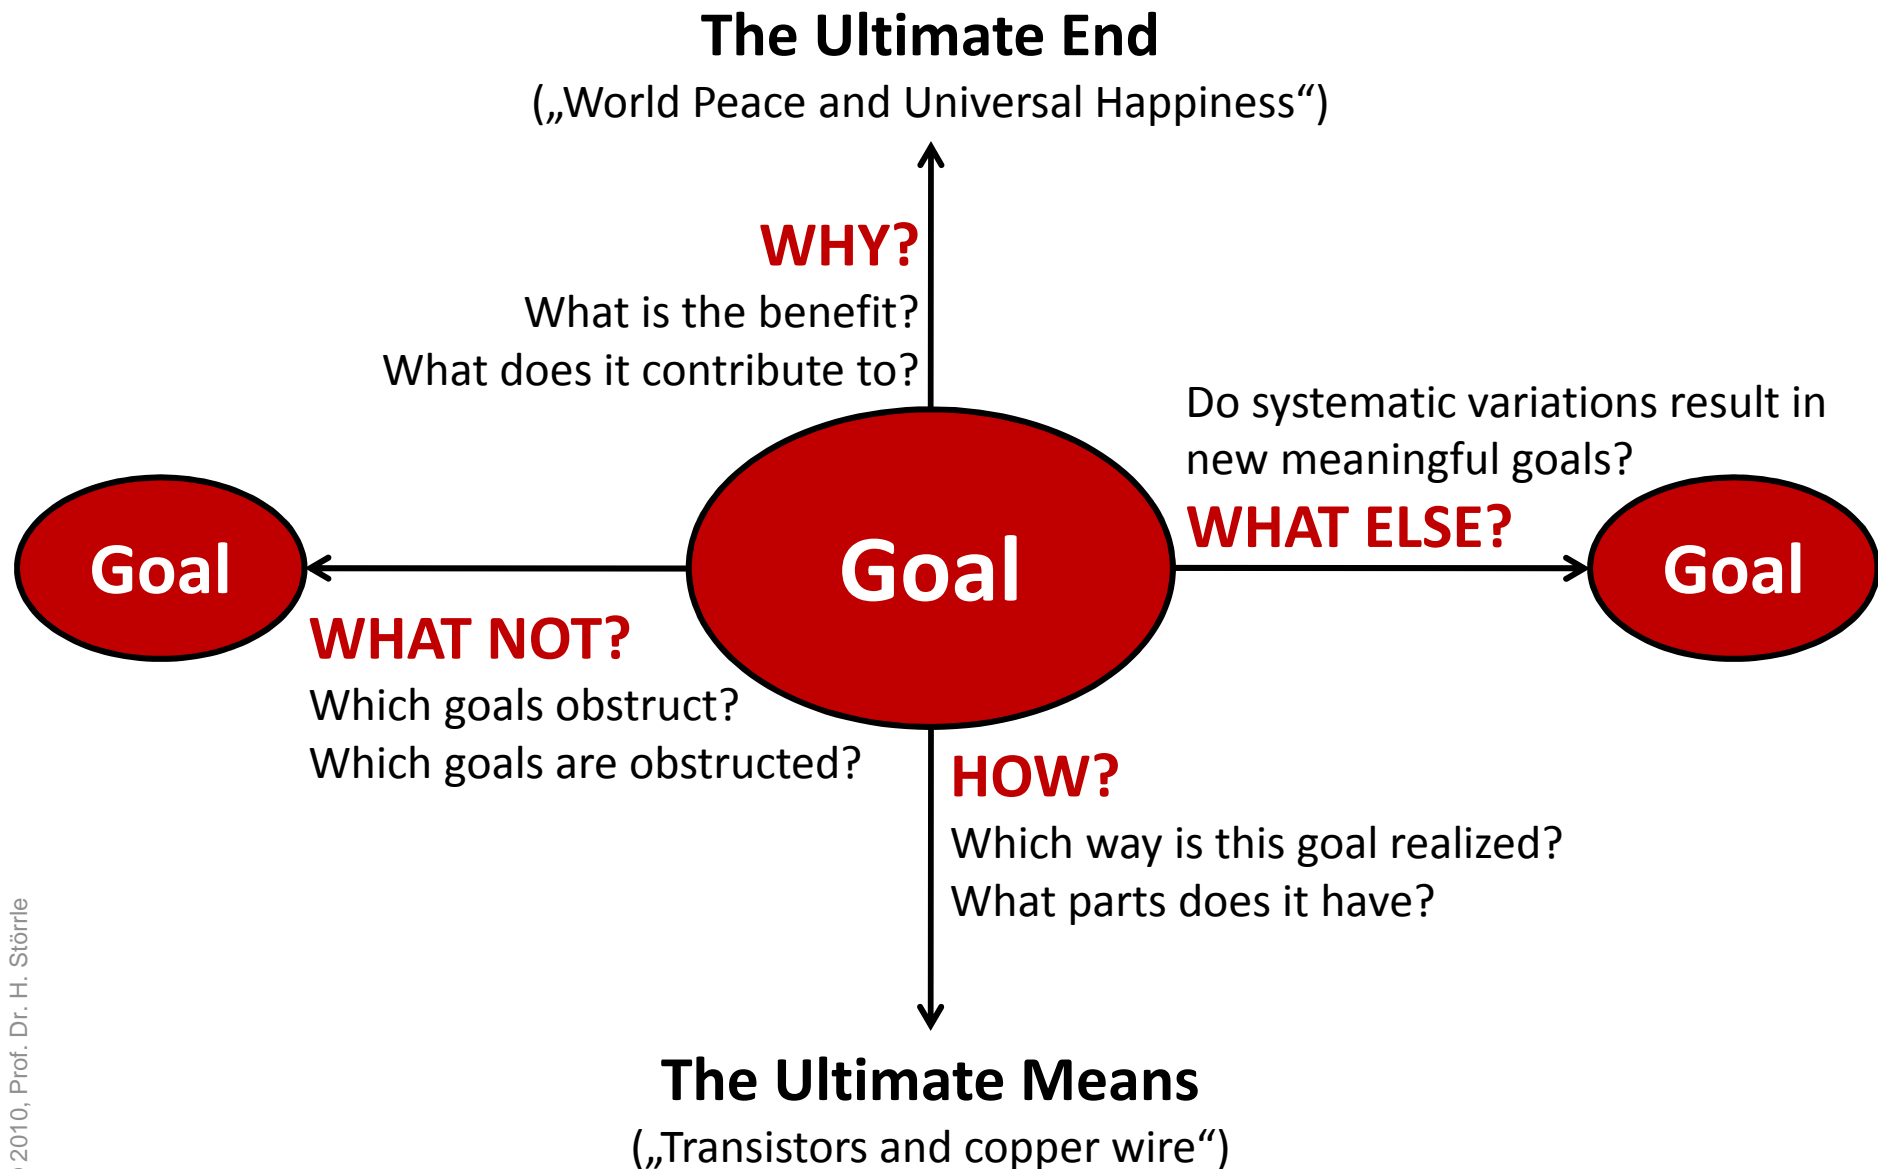 The Ultimate End
(„World Peace and Universal Happiness“)
WHY?
What is the benefit?
What does it contribute to?
Do systematic variations result in
new meaningful goals?
WHAT ELSE?
Goal
Goal
Goal
WHAT NOT?
Which goals obstruct?
Which goals are obstructed?
HOW?
Which way is this goal realized?
What parts does it have?
The Ultimate Means
(„Transistors and copper wire“)
2010, Prof. Dr. H. Störrle